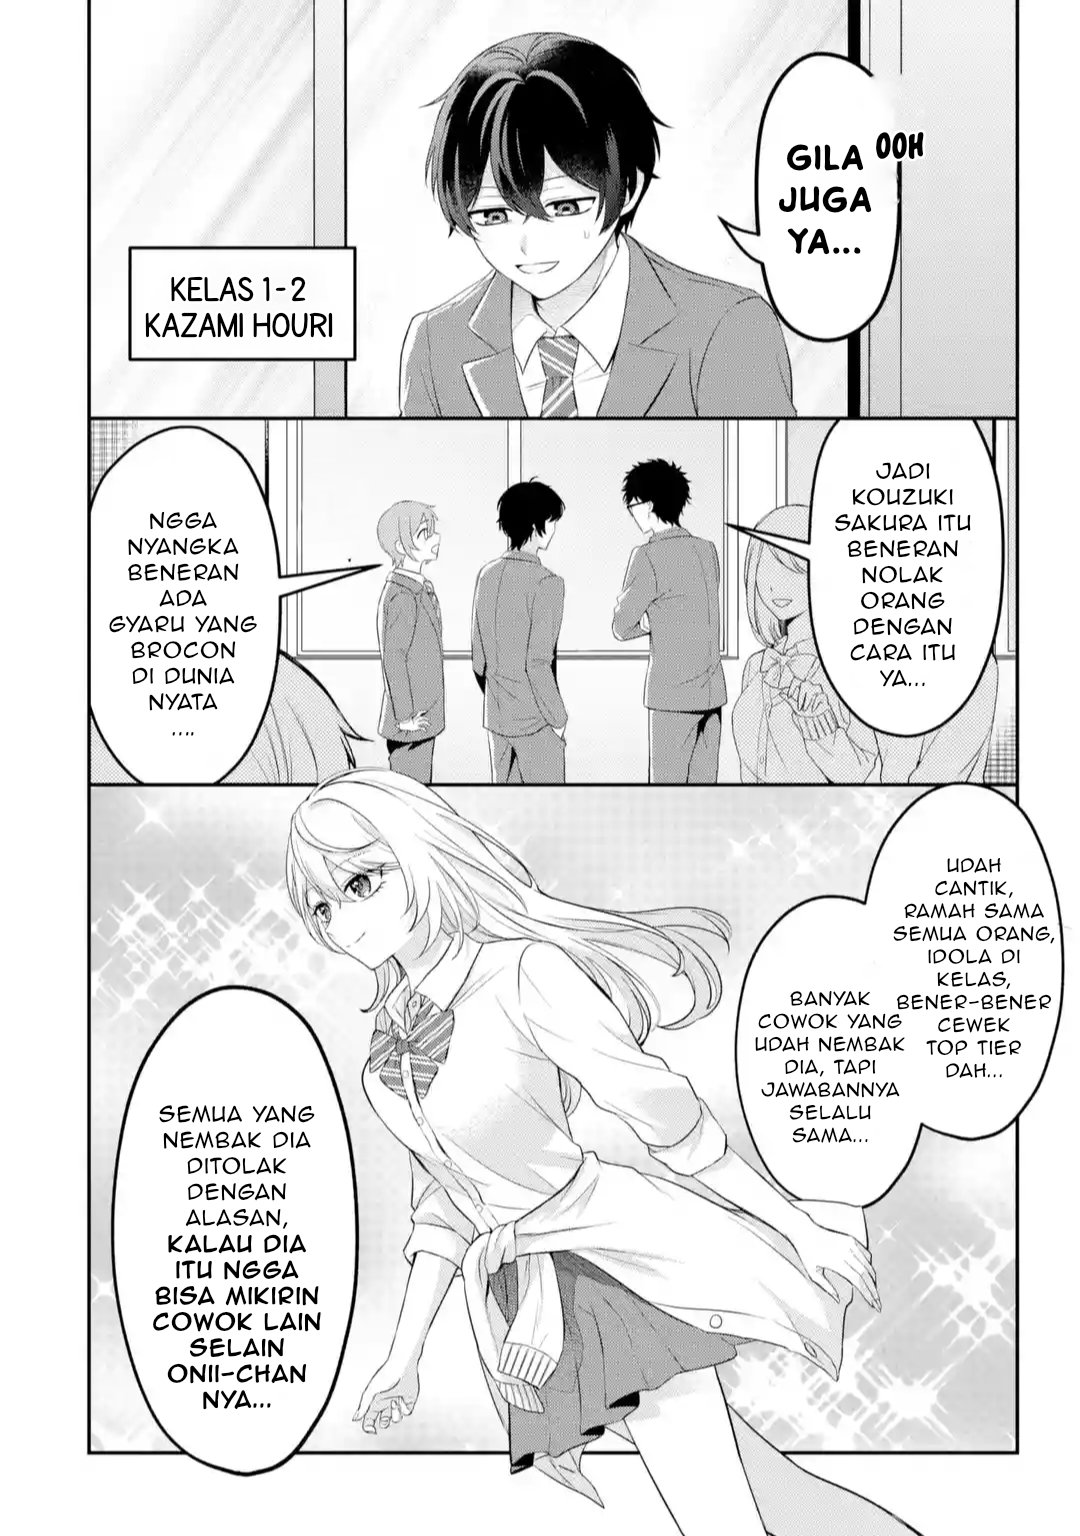 OOH
GILA
JUGA
YA...
KELAS 1-2
KAZAMI HOURI
JADI
KOUZUKI
SAKURA ITU
BENERAN
NOLAK
ORANG
DENGAN
CARA ITU
YA...
NGGA
NYANGKA
BENERAN
ADA
GYARU YANG
BROCON
DI DUNIA
NYATA
....
UDAH
CANTIK,
RAMAH SAMA
SEMUA ORANG,
IDOLA DI
KELAS,
BENER-BENER
CEWEK
TOP TIER
DAH...
BANYAK
COWOK YANG
UDAH NEMBAK
DIA, TAPI
JAWABANNYA
SELALU
SAMA...
SEMUA YANG
NEMBAK DIA
DITOLAK
DENGAN
ALASAN,
KALAU DIA
ITU NGGA
BISA MIKIRIN
COWOK LAIN
SELAIN
ONII-CHAN
NYA...